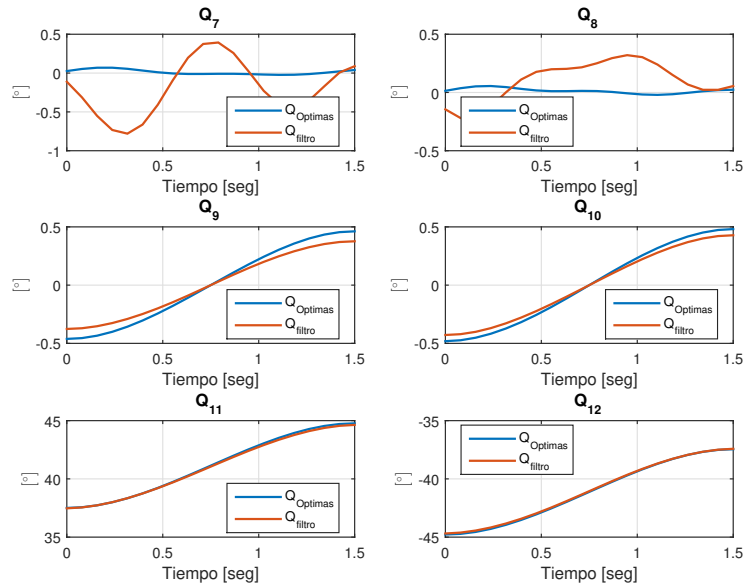 Q7
0.5
0
-0.5
-1
[°]
Q_Optimas
Q_filtro
0
0.5
1
1.5
Tiempo [seg]
Q8
0.5
0
-0.5
[°]
Q_Optimas
Q_filtro
0
0.5
1
1.5
Tiempo [seg]
Q9
0.5
0
-0.5
[°]
Q_Optimas
Q_filtro
0
0.5
1
1.5
Tiempo [seg]
Q10
0.5
0
-0.5
[°]
Q_Optimas
Q_filtro
0
0.5
1
1.5
Tiempo [seg]
Q11
45
40
35
[°]
Q_Optimas
Q_filtro
0
0.5
1
1.5
Tiempo [seg]
Q12
-35
-40
-45
[°]
Q_Optimas
Q_filtro
0
0.5
1
1.5
Tiempo [seg]